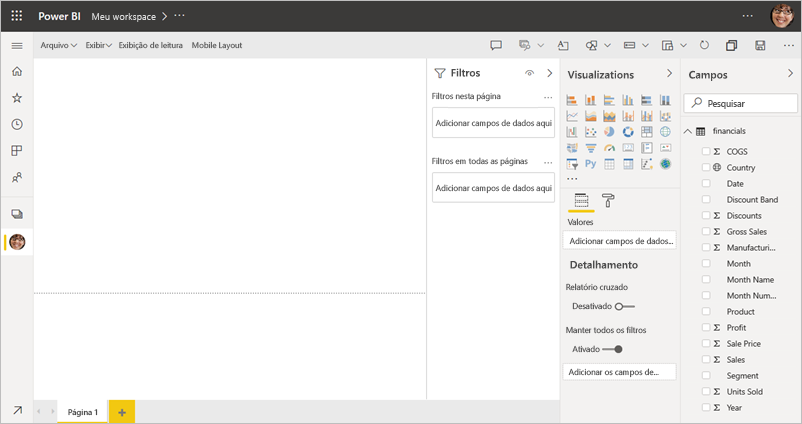 Power BI Meu workspace
Arquivo Exibir Exibição de leitura Mobile Layout
Filtros
Filtros nesta página
Adicionar campos de dados aqui
Filtros em todas as páginas
Adicionar campos de dados aqui
Visualizations
Py
Valores
Adicionar campos de dados...
Detalhamento
Relatório cruzado
Desativado
Manter todos os filtros
Ativado
Adicionar os campos de...
Campos
Pesquisar
financials
COGS
Country
Date
Discount Band
Discounts
Gross Sales
Manufacturi...
Month
Month Name
Month Num...
Product
Profit
Sale Price
Sales
Segment
Units Sold
Year
Página 1